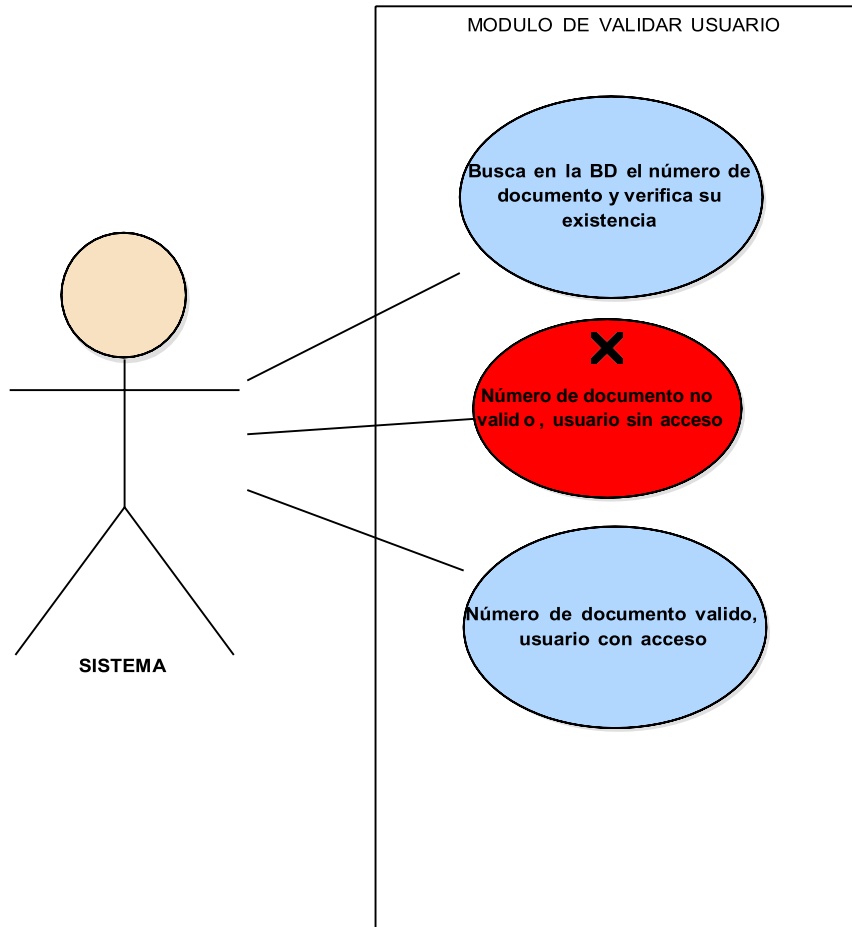 MODULO DE VALIDAR USUARIO
Busca en la BD el número de
documento y verifica su
existencia
Número de documento no
valid o , usuario sin acceso
Número de documento valido,
usuario con acceso
SISTEMA